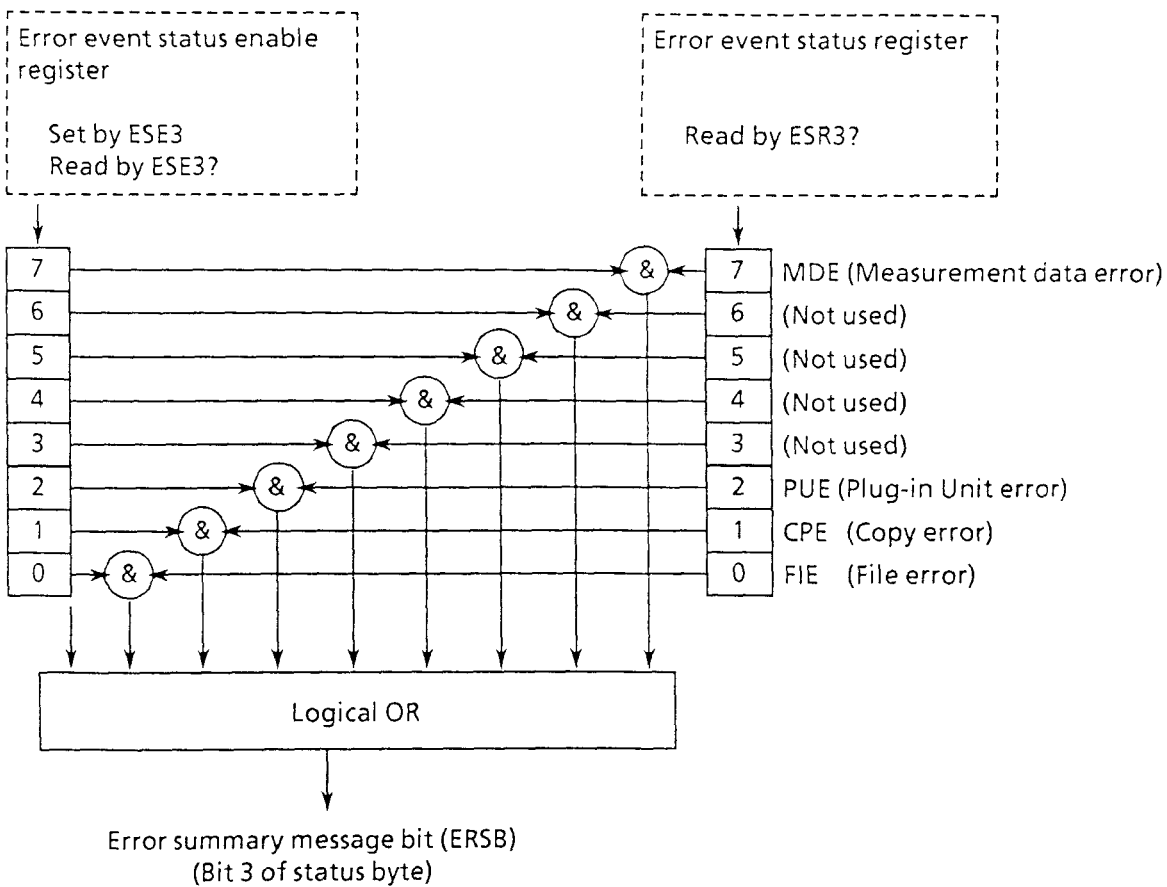 Error event status enable
register
Set by ESE3
Read by ESE3?
Error event status register
Read by ESR3?
7 & 7 MDE (Measurement data error)
6 & 6 (Not used)
5 & 5 (Not used)
4 & 4 (Not used)
3 & 3 (Not used)
2 & 2 PUE (Plug-in Unit error)
1 & 1 CPE (Copy error)
0 & 0 FIE (File error)
Logical OR
Error summary message bit (ERSB)
(Bit 3 of status byte)